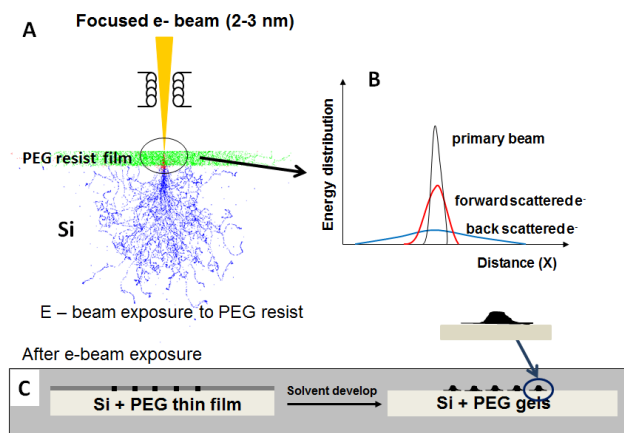 A
Focused e- beam (2-3 nm)
PEG resist film
Si
E – beam exposure to PEG resist
B
Energy distribution
primary beam
forward scattered e-
back scattered e-
Distance (X)
After e-beam exposure
C
Si + PEG thin film
Solvent develop
Si + PEG gels